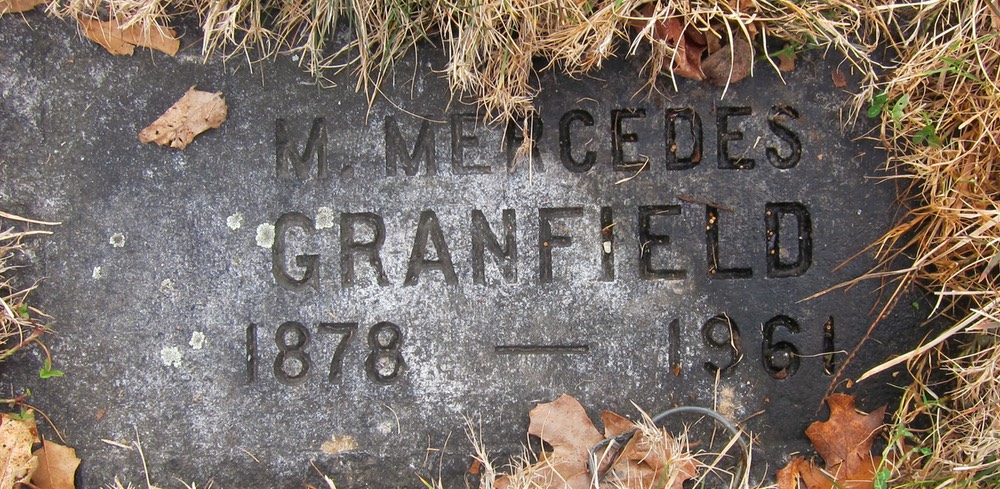 M. MERCEDES
GRANFIELD
1878 — 1961